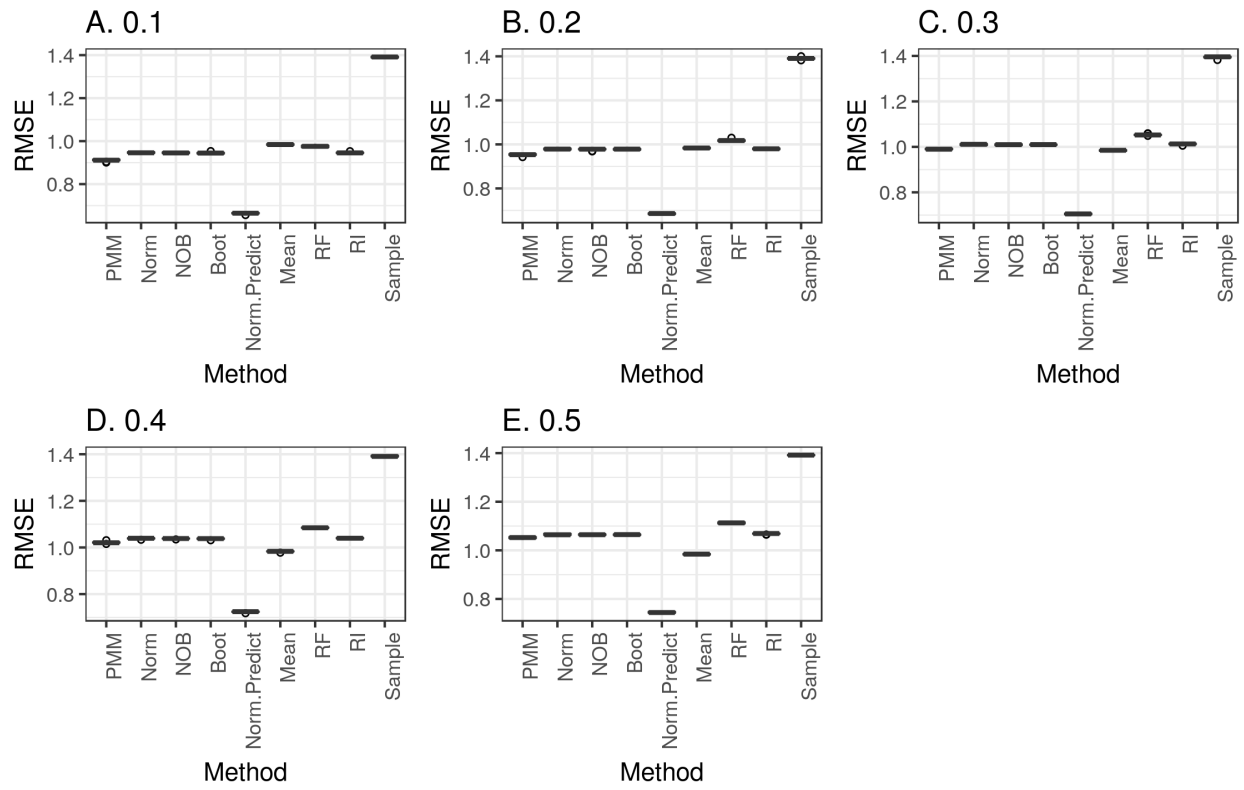 A. 0.1
RMSE
1.4
1.2
1.0
0.8
PMM
Norm
NOB
Boot
Norm.Predict
Mean
RF
RI
Sample
Method
B. 0.2
RMSE
1.4
1.2
1.0
0.8
PMM
Norm
NOB
Boot
Norm.Predict
Mean
RF
RI
Sample
Method
C. 0.3
RMSE
1.4
1.2
1.0
0.8
PMM
Norm
NOB
Boot
Norm.Predict
Mean
RF
RI
Sample
Method
D. 0.4
RMSE
1.4
1.2
1.0
0.8
PMM
Norm
NOB
Boot
Norm.Predict
Mean
RF
RI
Sample
Method
E. 0.5
RMSE
1.4
1.2
1.0
0.8
PMM
Norm
NOB
Boot
Norm.Predict
Mean
RF
RI
Sample
Method